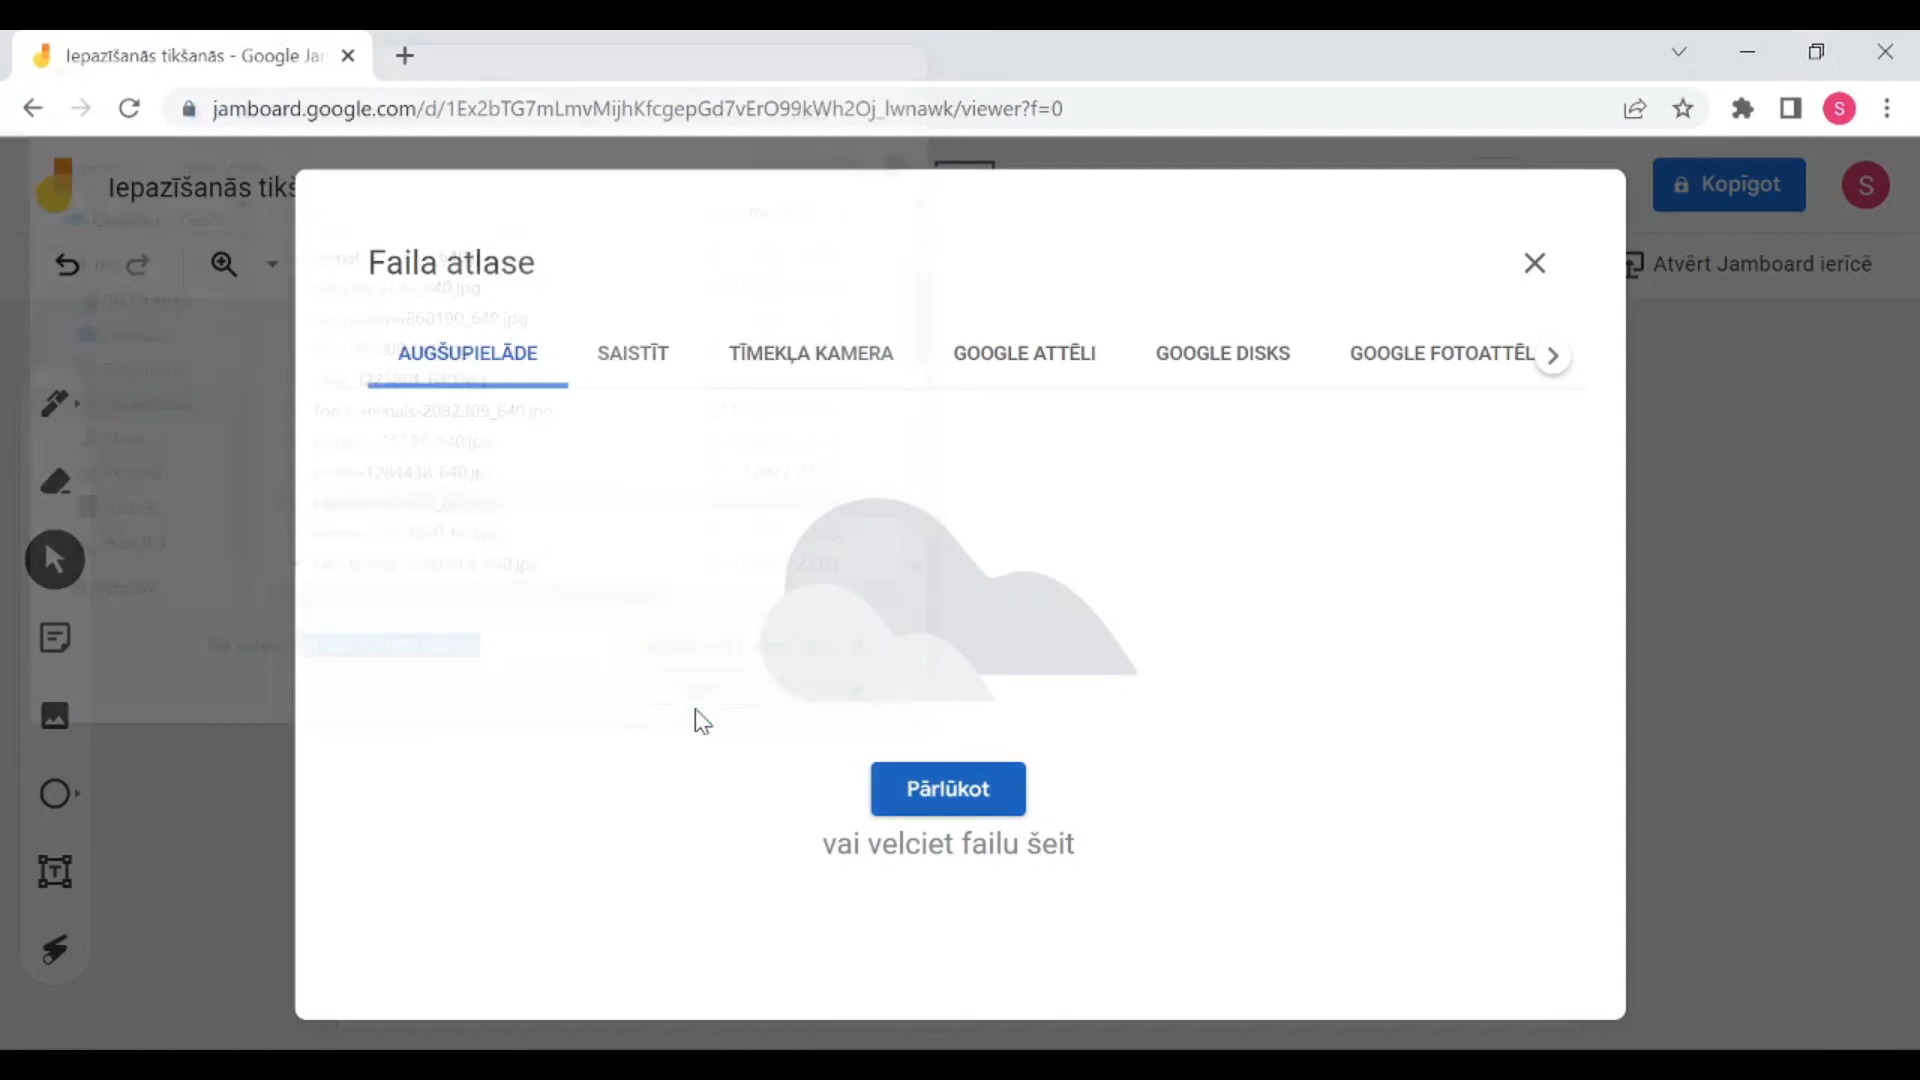 Iepazīšanās tikšanās - Google Jan
jamboard.google.com/d/1Ex2bTG7mLmvMijhKfcgepGd7vErO99kWh2Oj_lwnawk/viewer?f=0
S
Iepazīšanās tikš
Kopīgot
S
Atvērt Jamboard ierīcē
Faila atlase
AUGŠUPIELĀDE
SAISTĪT
TĪMEKĻA KAMERA
GOOGLE ATTĒLI
GOOGLE DISKS
GOOGLE FOTOATTĒL
Pārlūkot
vai velciet failu šeit